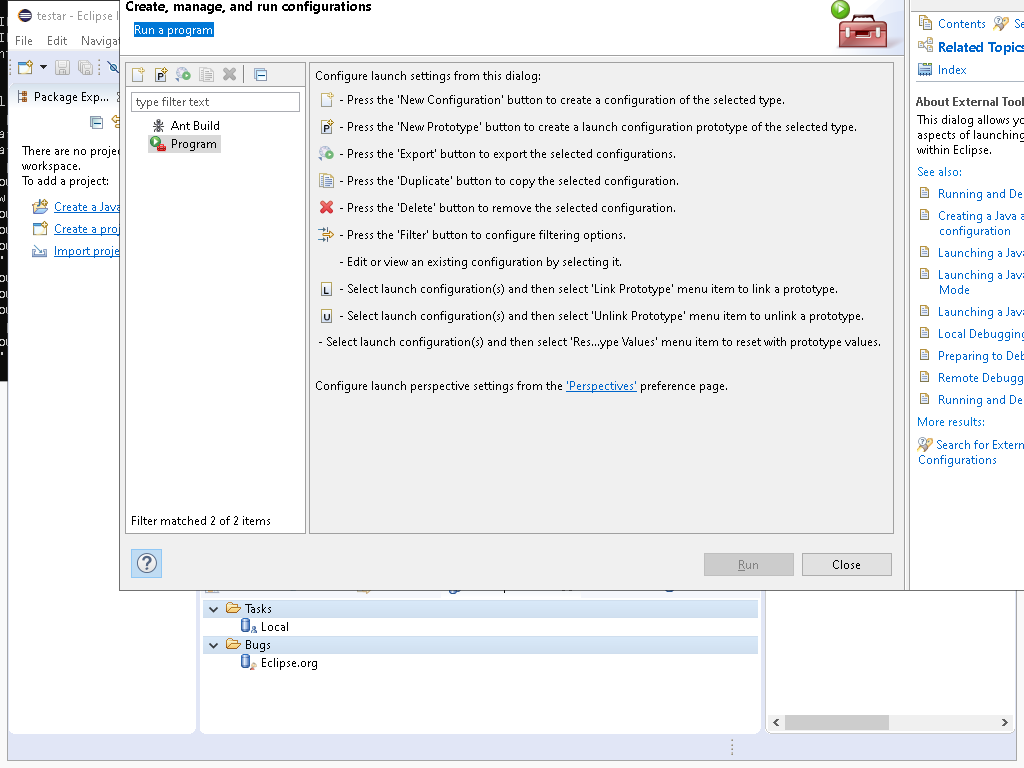 Create, manage, and run configurations
Run a program
testar - Eclipse I
File Edit Naviga
Package Exp...
There are no proje
workspace.
To add a project:
Create a Java
Create a proj
Import proje
type filter text
Ant Build
Program
Filter matched 2 of 2 items
Configure launch settings from this dialog:
- Press the 'New Configuration' button to create a configuration of the selected type.
- Press the 'New Prototype' button to create a launch configuration prototype of the selected type.
- Press the 'Export' button to export the selected configurations.
- Press the 'Duplicate' button to copy the selected configuration.
- Press the 'Delete' button to remove the selected configuration.
- Press the 'Filter' button to configure filtering options.
- Edit or view an existing configuration by selecting it.
- Select launch configuration(s) and then select 'Link Prototype' menu item to link a prototype.
- Select launch configuration(s) and then select 'Unlink Prototype' menu item to unlink a prototype.
- Select launch configuration(s) and then select 'Res...ype Values' menu item to reset with prototype values.
Configure launch perspective settings from the 'Perspectives' preference page.
Run
Close
Contents Se
Related Topics
Index
About External Tool
This dialog allows yo
aspects of launching
within Eclipse.
See also:
Running and De
Creating a Java a
configuration
Launching a Java
Launching a Java
Mode
Launching a Java
Local Debugging
Preparing to Deb
Remote Debugg
Running and De
More results:
Search for Extern
Configurations
Tasks
Local
Bugs
Eclipse.org